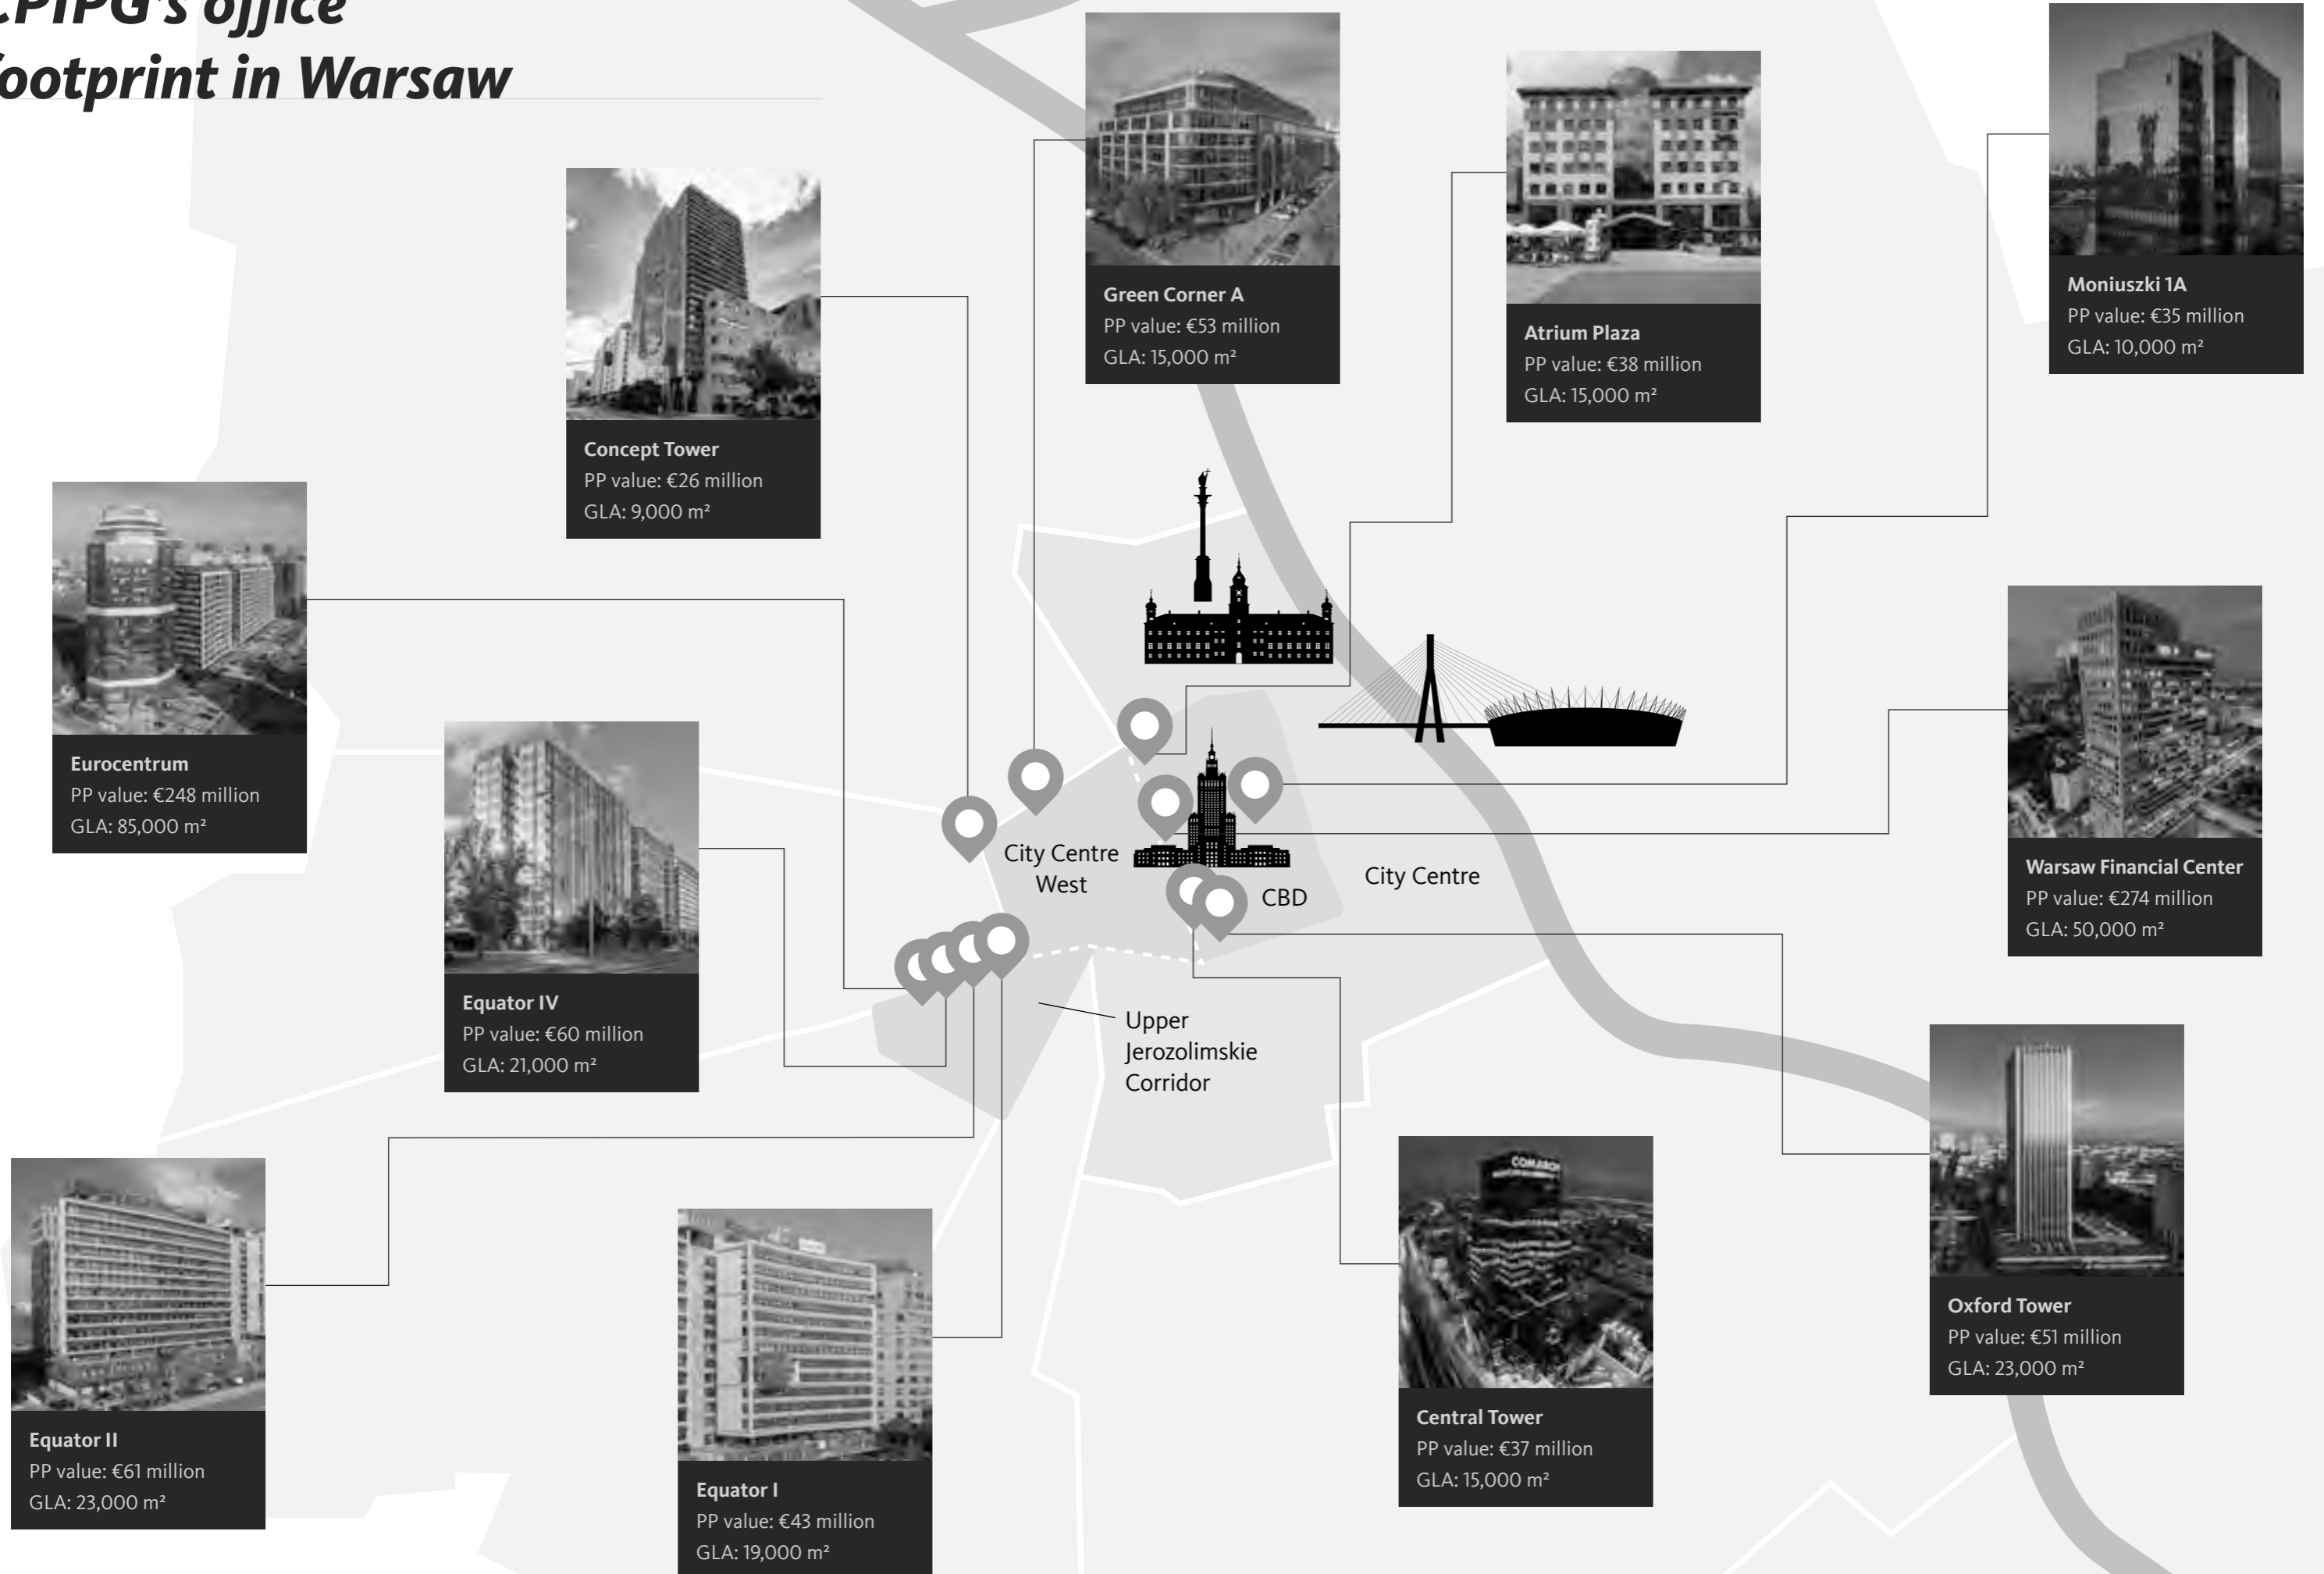 CPIPG's office
footprint in Warsaw
Green Corner A
PP value: €53 million
GLA: 15,000 m²
Atrium Plaza
PP value: €38 million
GLA: 15,000 m²
Moniuszki 1A
PP value: €35 million
GLA: 10,000 m²
Concept Tower
PP value: €26 million
GLA: 9,000 m²
Eurocentrum
PP value: €248 million
GLA: 85,000 m²
Warsaw Financial Center
PP value: €274 million
GLA: 50,000 m²
City Centre
West
CBD
City Centre
Equator IV
PP value: €60 million
GLA: 21,000 m²
Upper
Jerozolimskie
Corridor
COMARCH
Oxford Tower
PP value: €51 million
GLA: 23,000 m²
Central Tower
PP value: €37 million
GLA: 15,000 m²
Equator II
PP value: €61 million
GLA: 23,000 m²
Equator I
PP value: €43 million
GLA: 19,000 m²